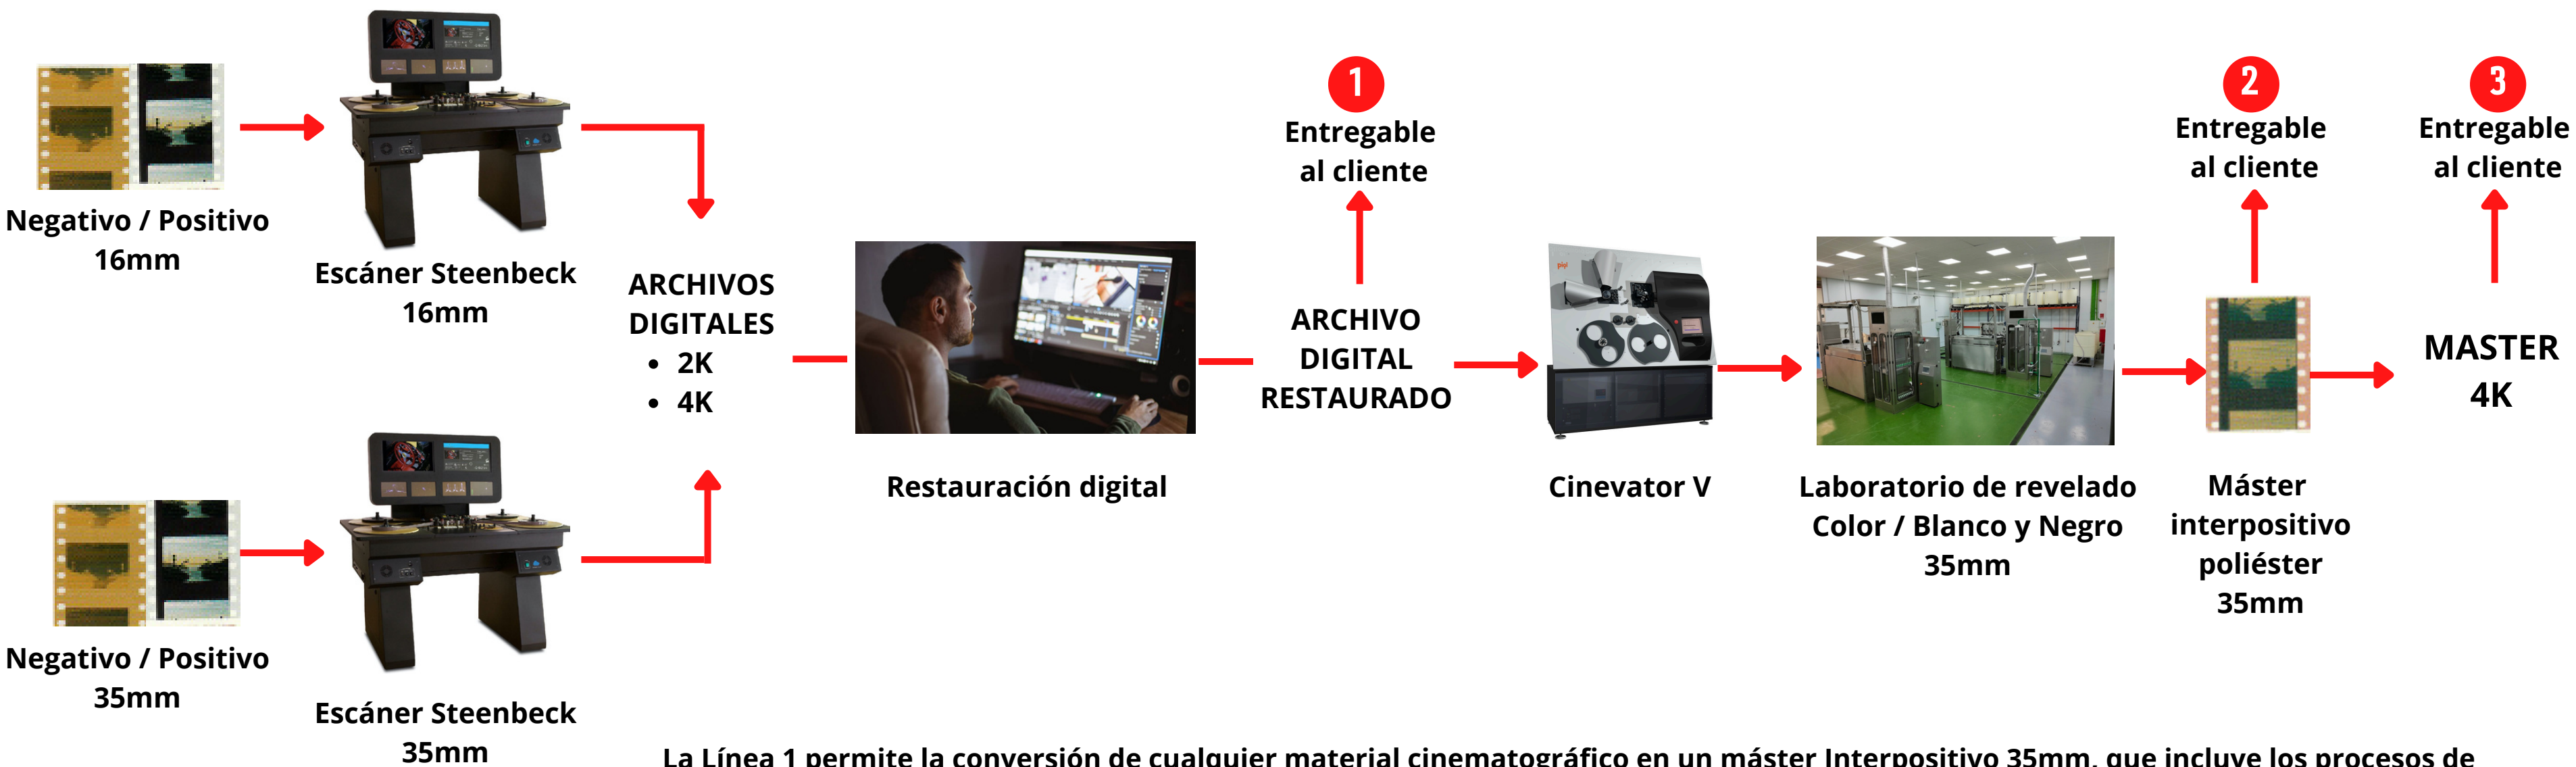 Negativo / Positivo
16mm
Escáner Steenbeck
16mm
Negativo / Positivo
35mm
Escáner Steenbeck
35mm
ARCHIVOS
DIGITALES
• 2K
• 4K
Restauración digital
1
Entregable
al cliente
ARCHIVO
DIGITAL
RESTAURADO
Cinevator V
Laboratorio de revelado
Color / Blanco y Negro
35mm
2
Entregable
al cliente
Máster
interpositivo
poliéster
35mm
3
Entregable
al cliente
MASTER
4K
La Línea 1 permite la conversión de cualquier material cinematográfico en un máster Interpositivo 35mm, que incluye los procesos de